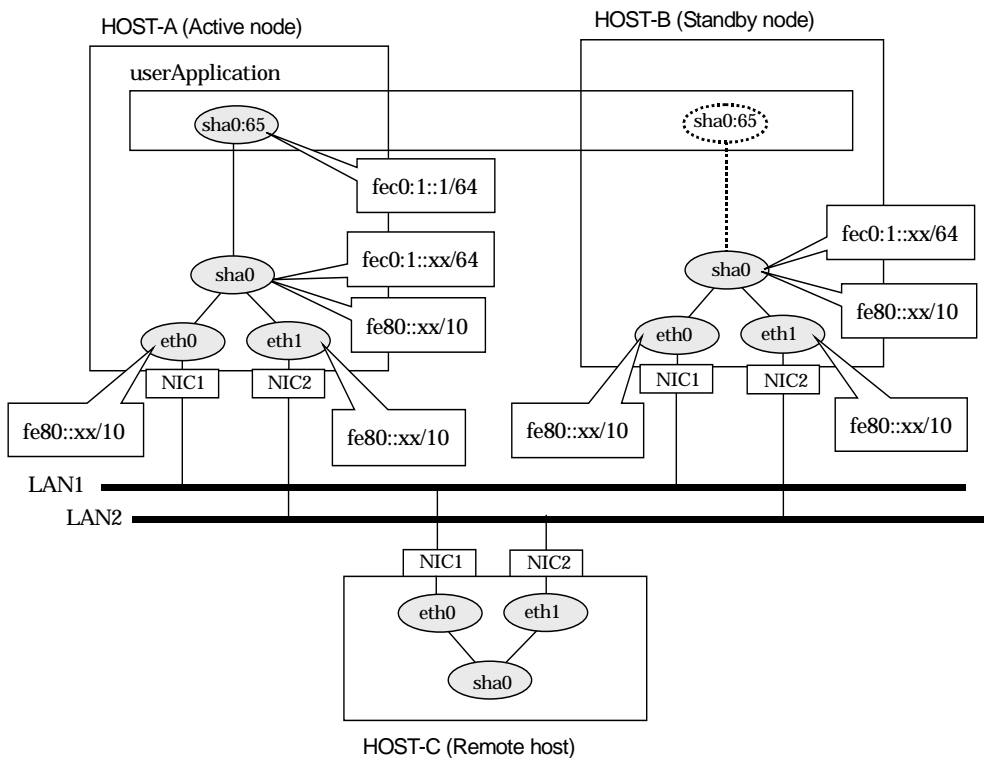 HOST-A (Active node)
HOST-B (Standby node)
userApplication
sha0:65
sha0:65
fec0:1::1/64
fec0:1::xx/64
fec0:1::xx/64
sha0
sha0
fe80::xx/10
fe80::xx/10
eth0
eth1
eth0
eth1
NIC1
NIC2
NIC1
NIC2
fe80::xx/10
fe80::xx/10
fe80::xx/10
fe80::xx/10
LAN1
LAN2
NIC1
NIC2
eth0
eth1
sha0
HOST-C (Remote host)